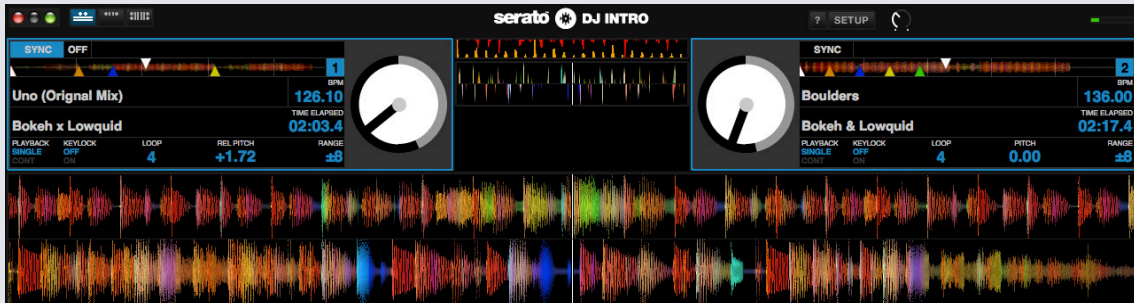 serato DJ INTRO
? SETUP
SYNC OFF
1
BPM
Uno (Orignal Mix) 126.10
TIME ELAPSED
Bokeh x Lowquid 02:03.4
PLAYBACK KEYLOCK LOOP REL PITCH RANGE
SINGLE OFF 4 +1.72 ±8
CONT ON
SYNC
2
BPM
Boulders 136.00
TIME ELAPSED
Bokeh & Lowquid 02:17.4
PLAYBACK KEYLOCK LOOP PITCH RANGE
SINGLE OFF 4 0.00 ±8
CONT ON